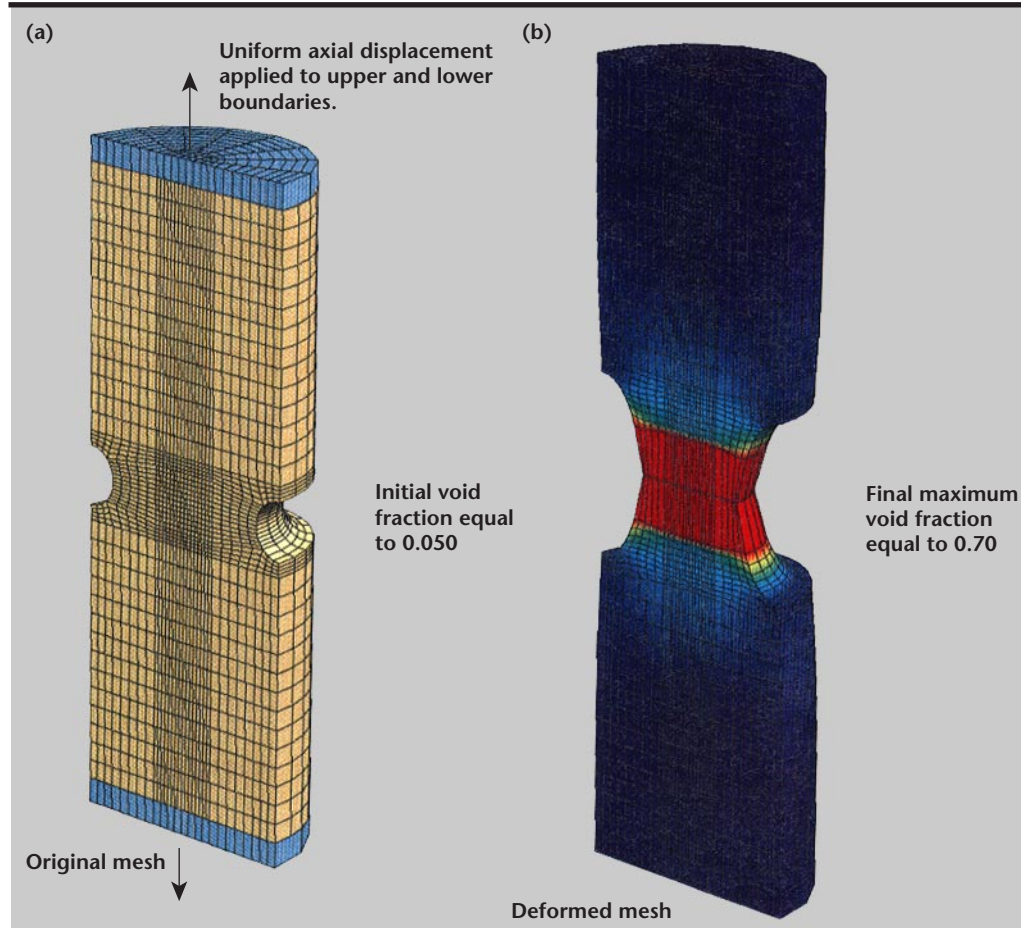 (a)
Uniform axial displacement
applied to upper and lower
boundaries.
Initial void
fraction equal
to 0.050
Original mesh
(b)
Final maximum
void fraction
equal to 0.70
Deformed mesh